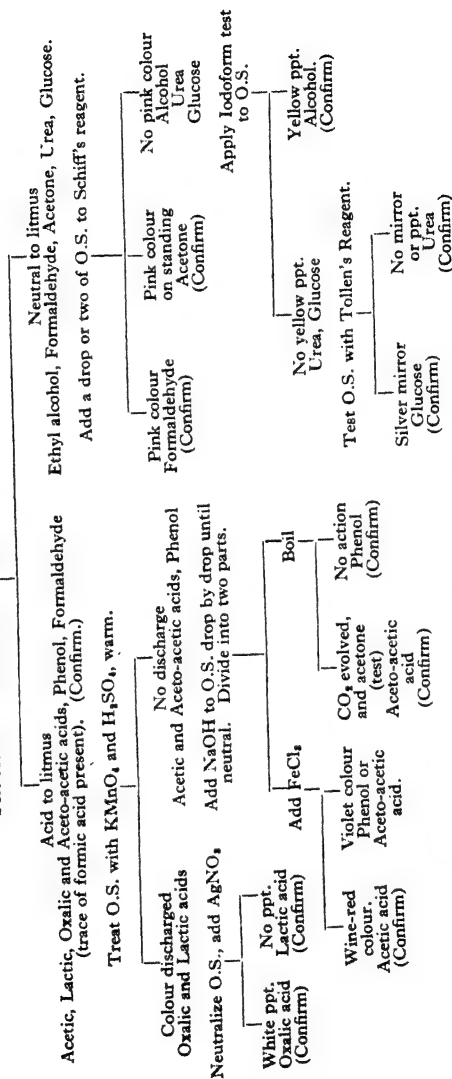 Acid to litmus
Acetic, Lactic, Oxalic and Aceto-acetic acids, Phenol, Formaldehyde
(trace of formic acid present). (Confirm.)
Treat O.S. with KMnO₄ and H₂SO₄, warm.
Colour discharged
Oxalic and Lactic acids
Neutralize O.S., add AgNO₃
White ppt.
Oxalic acid
(Confirm)
No ppt.
Lactic acid
(Confirm)
No discharge
Acetic and Aceto-acetic acids, Phenol
Add NaOH to O.S. drop by drop until
neutral. Divide into two parts.
Add FeCl₃
Wine-red
colour.
Acetic acid
(Confirm)
Violet colour
Phenol or
Aceto-acetic
acid.
Boil
CO₂ evolved,
and acetone
(test)
Aceto-acetic
acid
(Confirm)
No action
Phenol
(Confirm)
Neutral to litmus
Ethyl alcohol, Formaldehyde, Acetone, Urea, Glucose.
Add a drop or two of O.S. to Schiff's reagent.
Pink colour
Formaldehyde
(Confirm)
Pink colour
on standing
Acetone
(Confirm)
No pink colour
Alcohol
Urea
Glucose
Apply Iodoform test
to O.S.
No yellow ppt.
Urea, Glucose
Yellow ppt.
Alcohol.
(Confirm)
Test O.S. with Tollen's Reagent.
Silver mirror
Glucose
(Confirm)
No mirror
or ppt.
Urea
(Confirm)